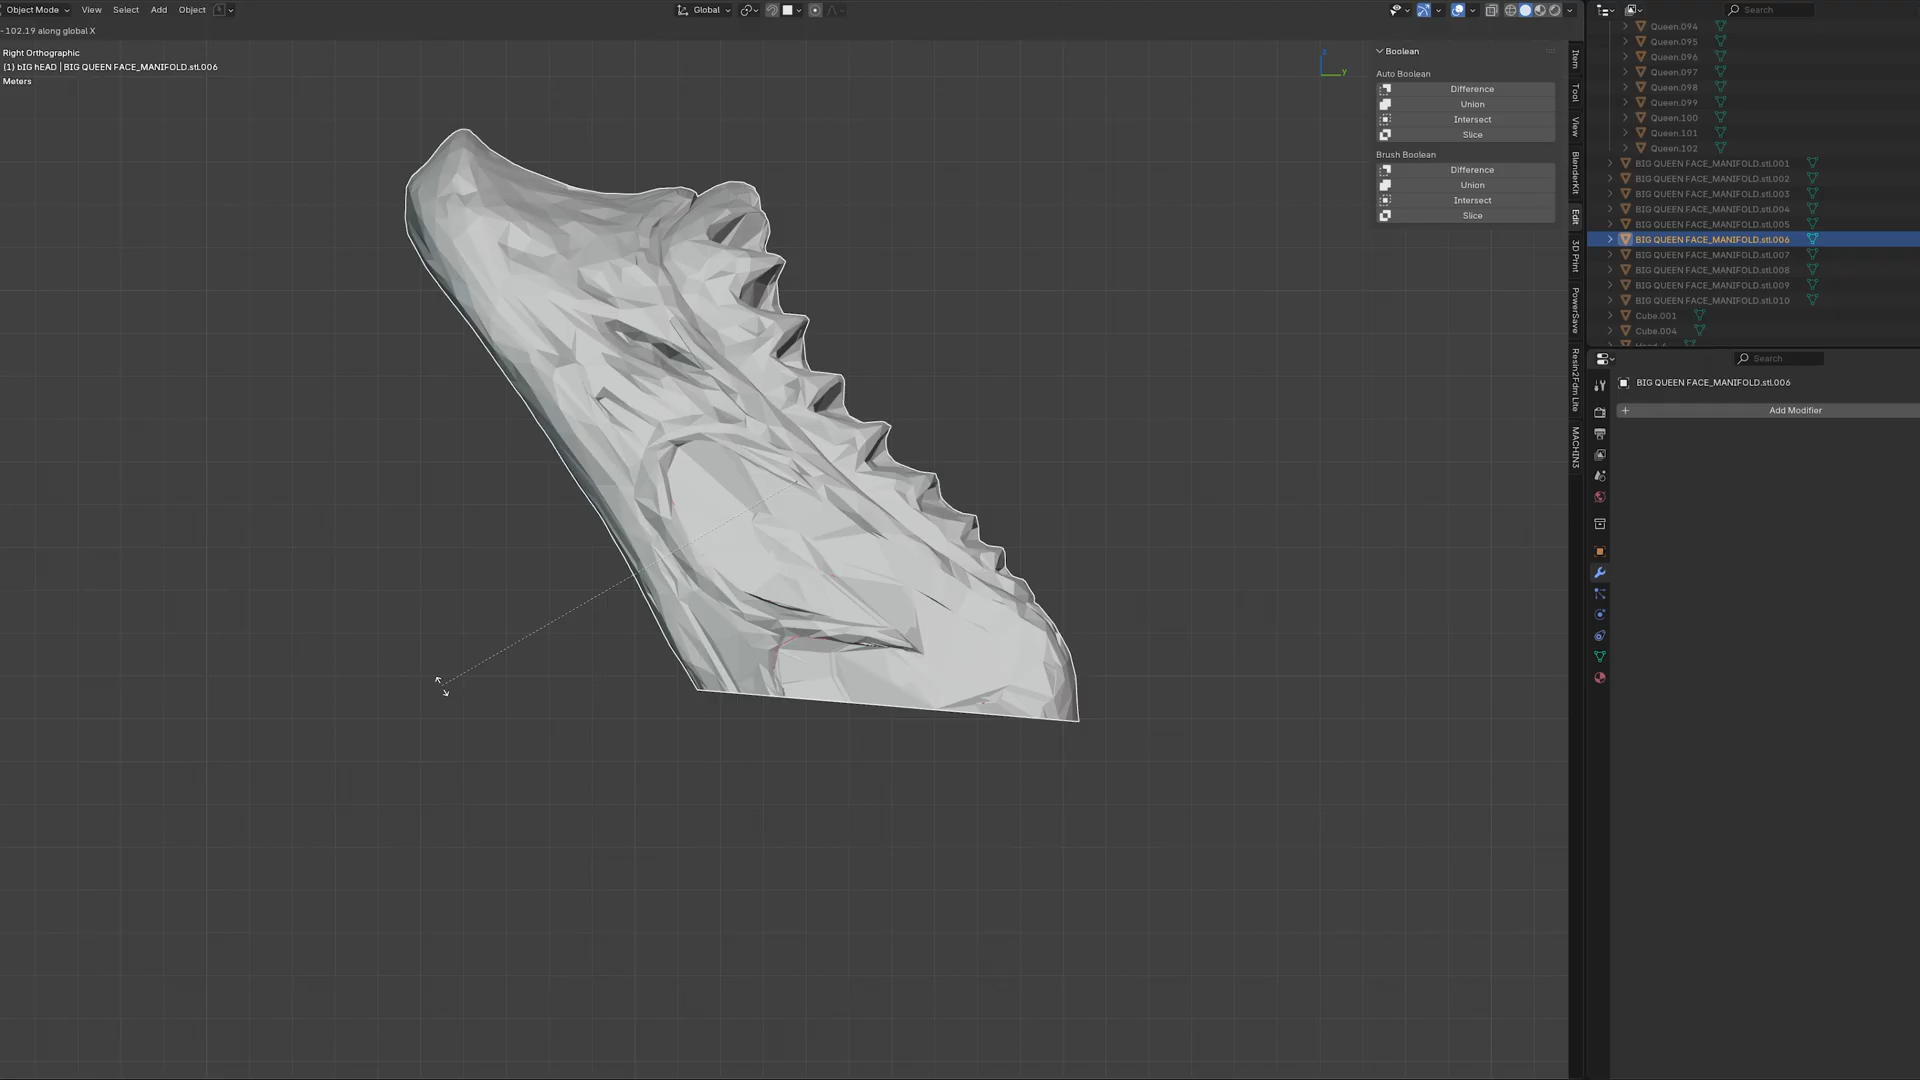 Object Mode View Select Add Object Global Search
-102.19 along global X
Right Orthographic
(1) bIG hEAD | BIG QUEEN FACE_MANIFOLD.stl.006
Meters
z
y
Boolean
Auto Boolean
Difference
Union
Intersect
Slice
Brush Boolean
Difference
Union
Intersect
Slice
Item
Tool
View
BlenderKit
Edit
3D Print
PowerSave
Resin2Fdm Lite
MACHIN3
Queen.094
Queen.095
Queen.096
Queen.097
Queen.098
Queen.099
Queen.100
Queen.101
Queen.102
BIG QUEEN FACE_MANIFOLD.stl.001
BIG QUEEN FACE_MANIFOLD.stl.002
BIG QUEEN FACE_MANIFOLD.stl.003
BIG QUEEN FACE_MANIFOLD.stl.004
BIG QUEEN FACE_MANIFOLD.stl.005
BIG QUEEN FACE_MANIFOLD.stl.006
BIG QUEEN FACE_MANIFOLD.stl.007
BIG QUEEN FACE_MANIFOLD.stl.008
BIG QUEEN FACE_MANIFOLD.stl.009
BIG QUEEN FACE_MANIFOLD.stl.010
Cube.001
Cube.004
Search
BIG QUEEN FACE_MANIFOLD.stl.006
Add Modifier